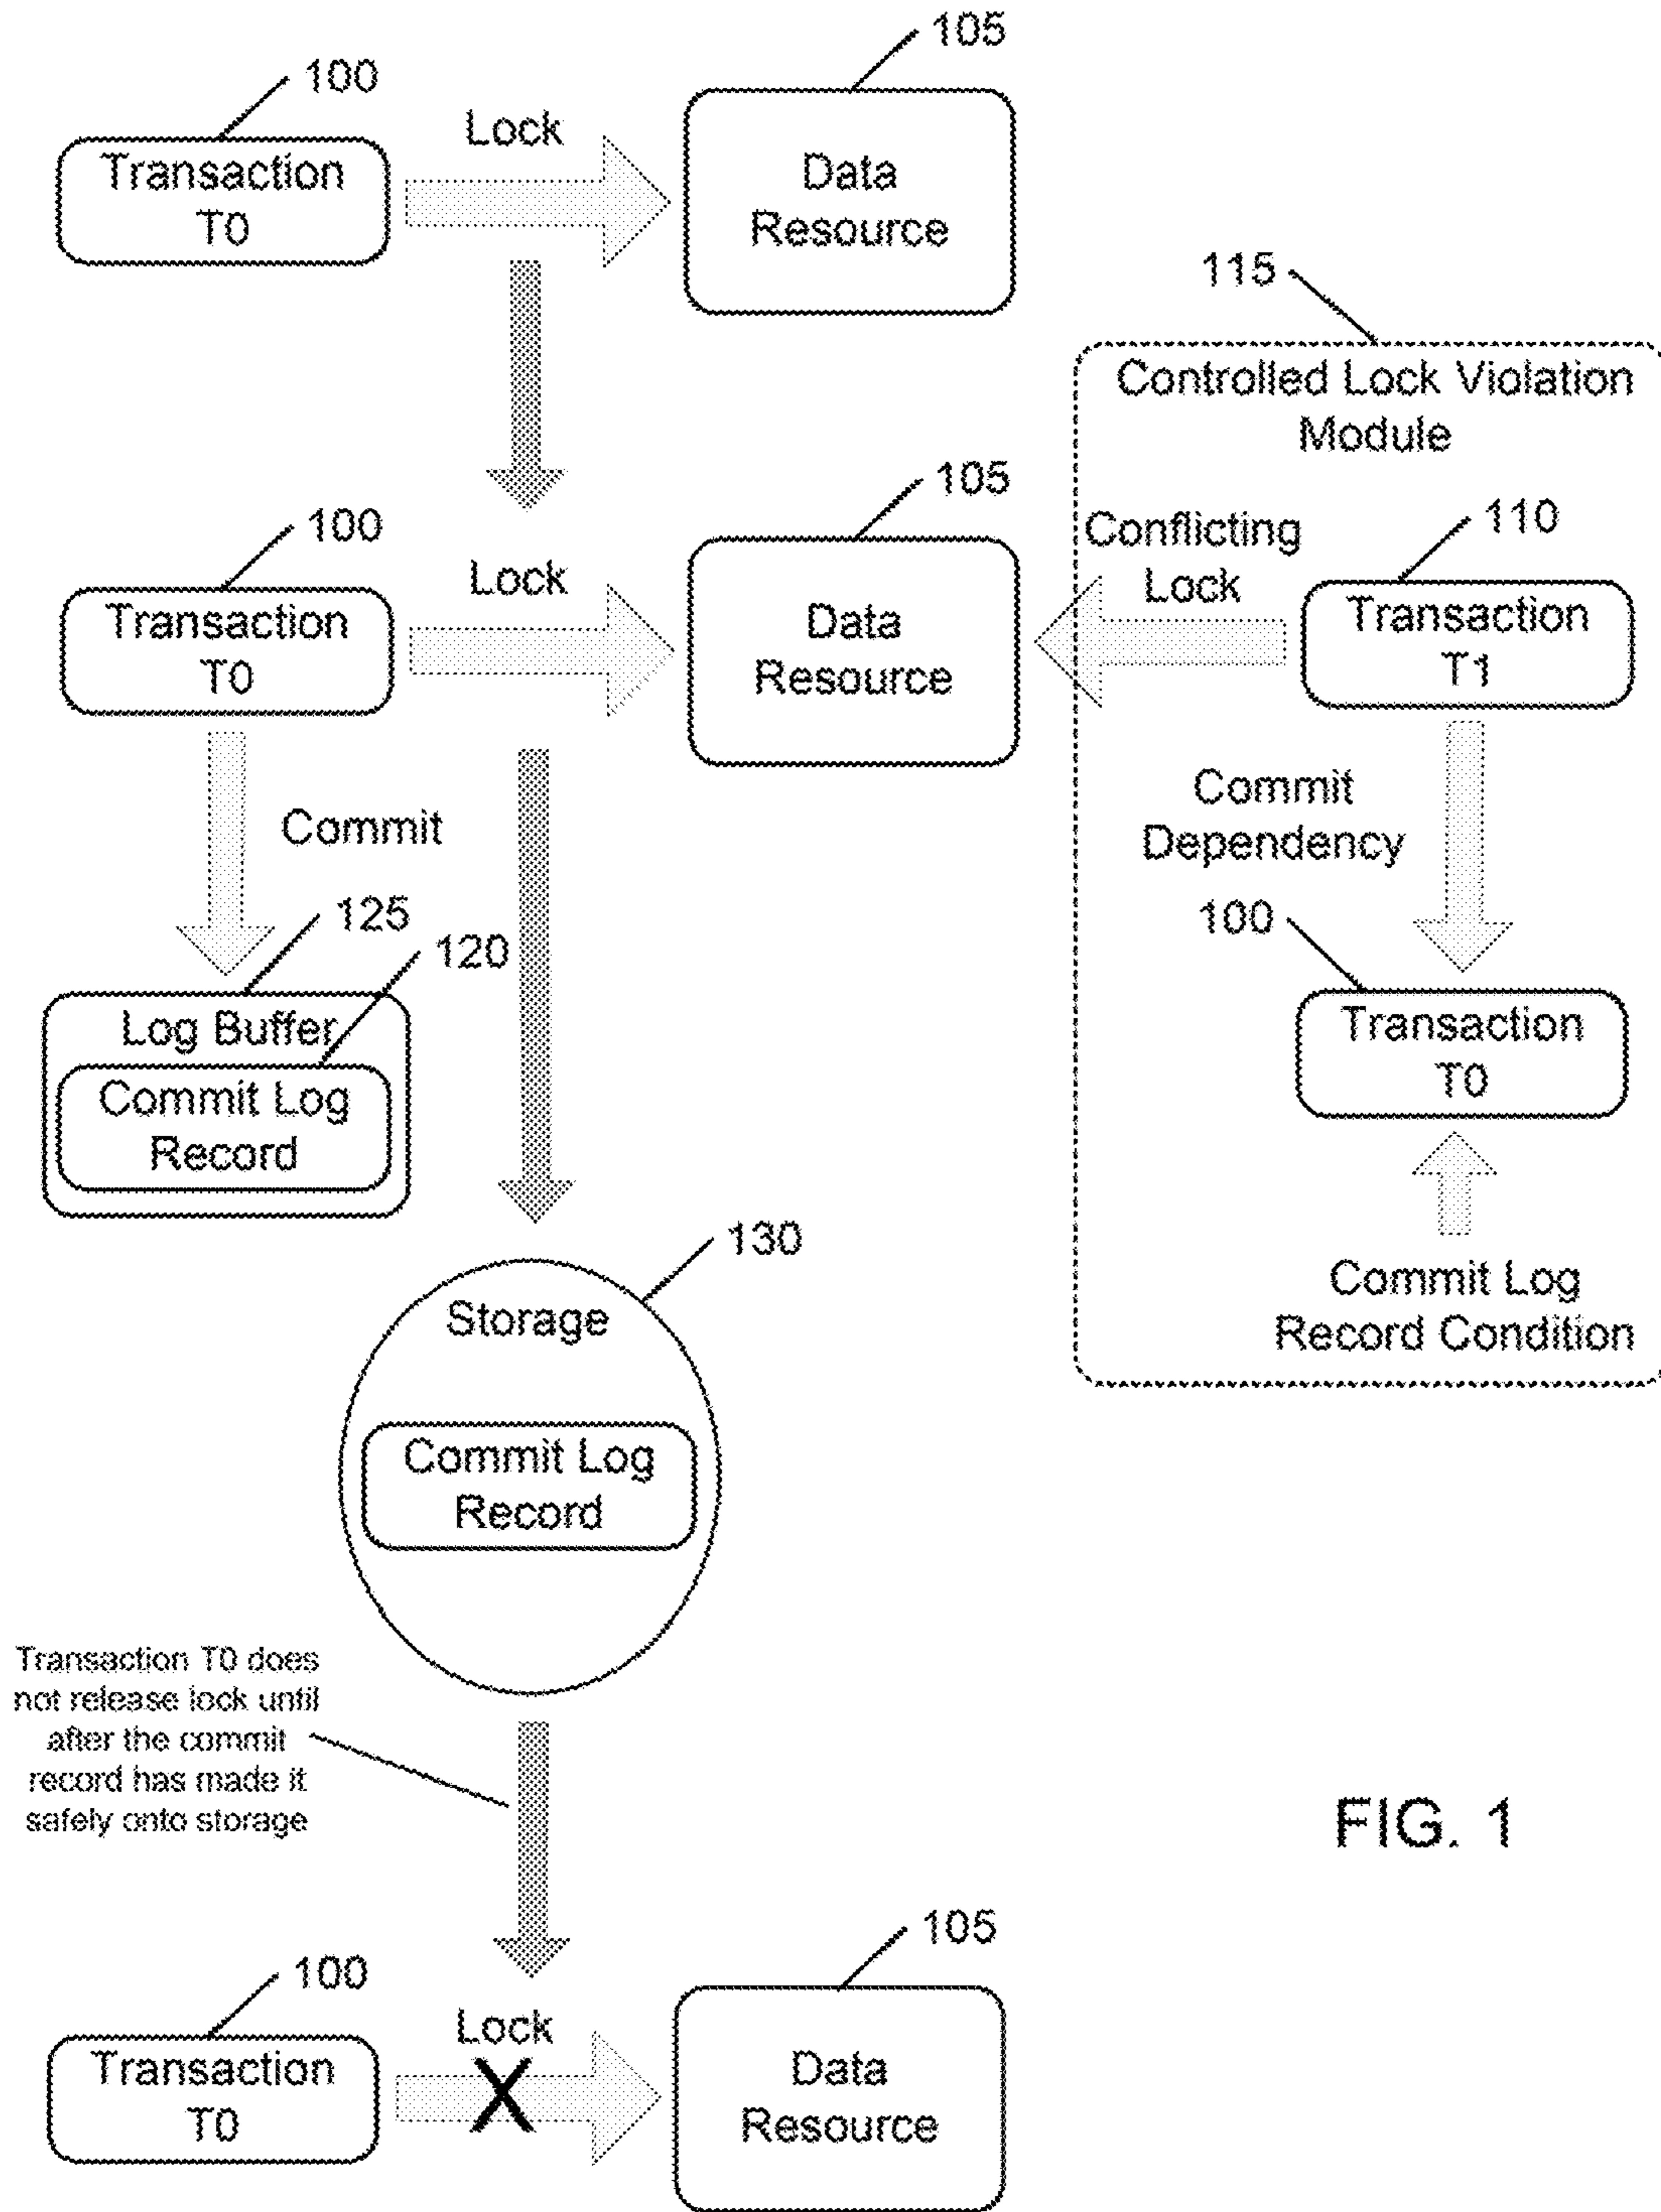 105
100
Lock
Transaction
T0
Data
Resource
115
Controlled Lock Violation
Module
105
100
Lock
Conflicting
Lock
110
Transaction
T0
Data
Resource
Transaction
T1
Commit
Commit
Dependency
125
120
100
Log Buffer
Commit Log
Record
Transaction
T0
130
Storage
Commit Log
Record Condition
Commit Log
Record
Transaction T0 does
not release lock until
after the commit
record has made it
safely onto storage
FIG. 1
105
100
Lock
X
Transaction
T0
Data
Resource